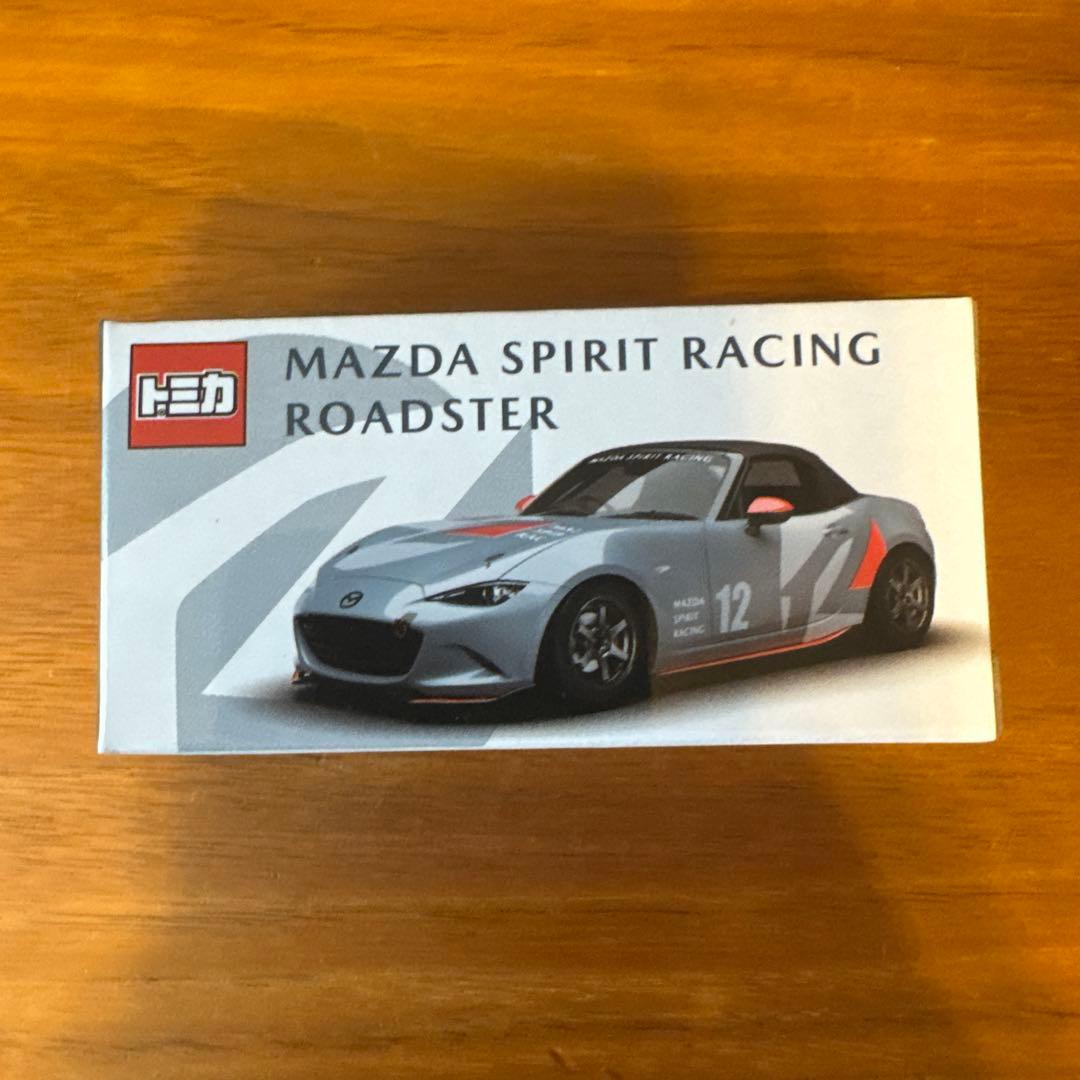 トミカ
MAZDA SPIRIT RACING
ROADSTER
MAZDA SPIRIT RACING
12
MAZDA
SPIRIT
RACING